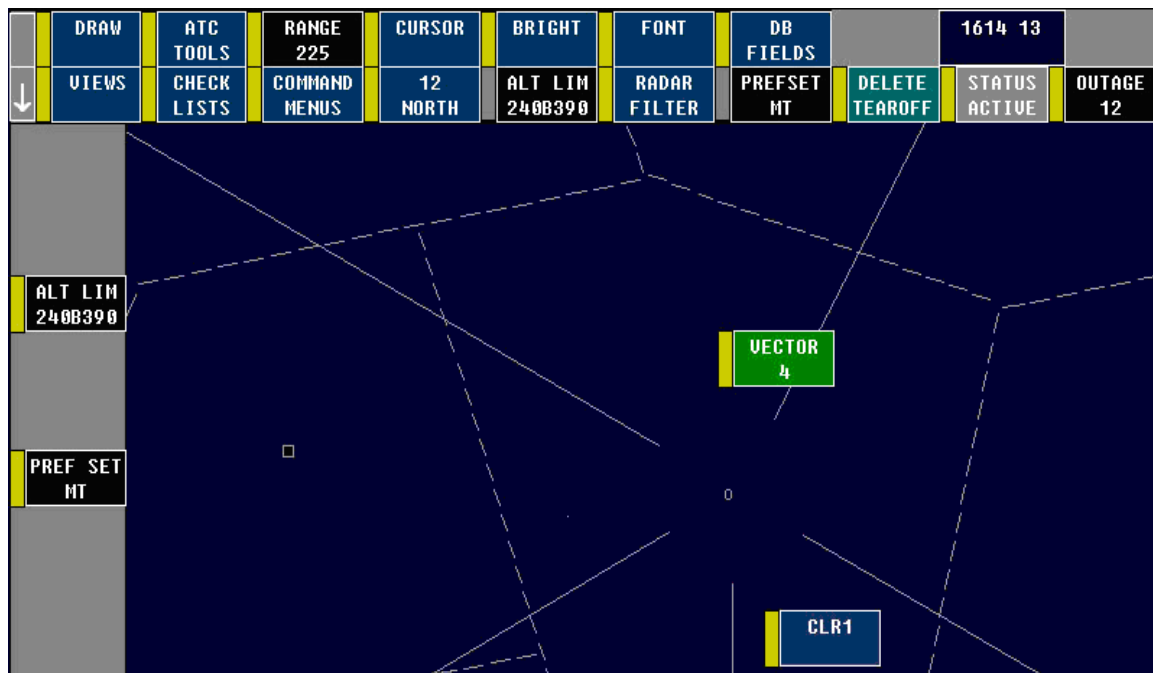 DRAW
ATC
TOOLS
RANGE
225
CURSOR
BRIGHT
FONT
DB
FIELDS
1614 13
VIEWS
CHECK
LISTS
COMMAND
MENUS
12
NORTH
ALT LIM
240B390
RADAR
FILTER
PREFSET
MT
DELETE
TEAROFF
STATUS
ACTIVE
OUTAGE
12
ALT LIM
240B390
VECTOR
4
PREF SET
MT
0
CLR1